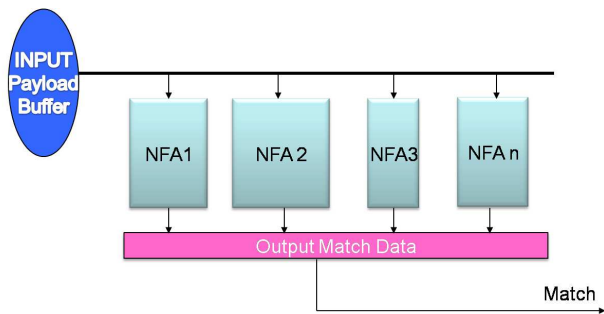 INPUT
Payload
Buffer
NFA1
NFA 2
NFA3
NFA n
Output Match Data
Match